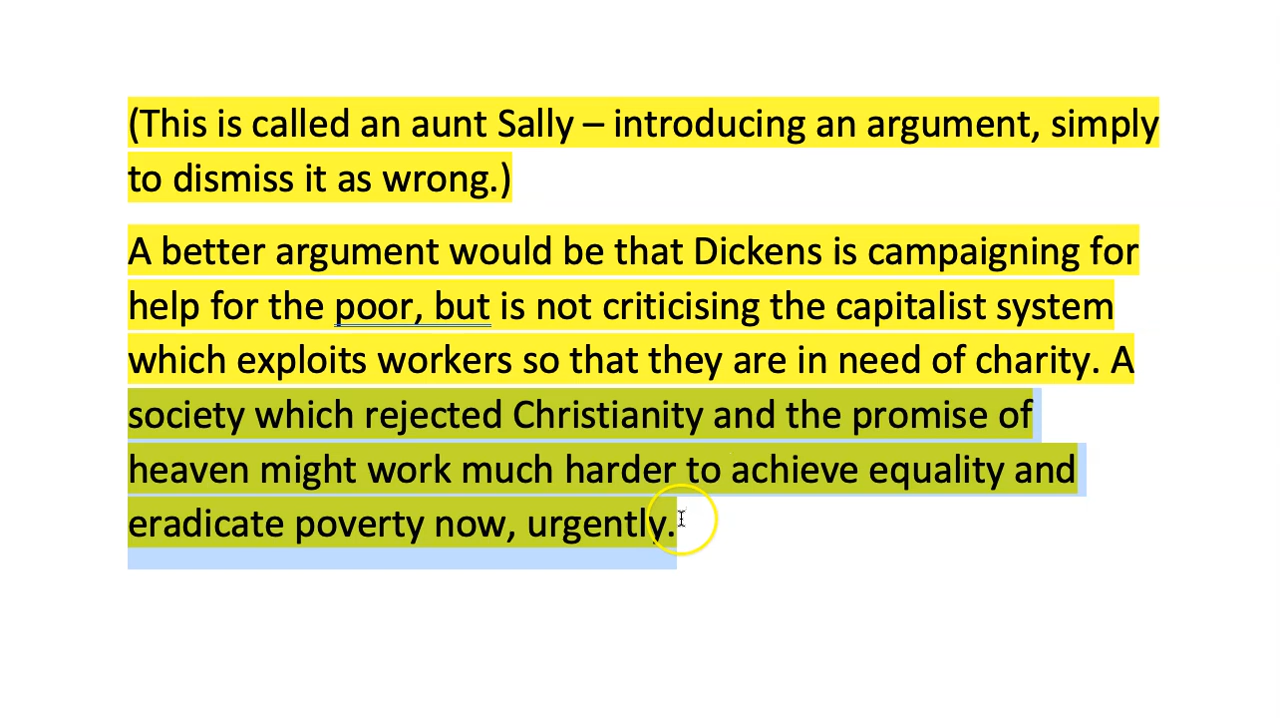 (This is called an aunt Sally – introducing an argument, simply
to dismiss it as wrong.)
A better argument would be that Dickens is campaigning for
help for the poor, but is not criticising the capitalist system
which exploits workers so that they are in need of charity. A
society which rejected Christianity and the promise of
heaven might work much harder to achieve equality and
eradicate poverty now, urgently.